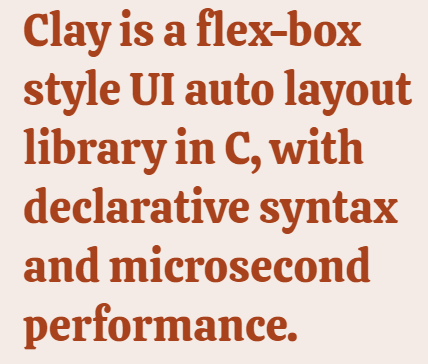 Clay is a flex-box
style UI auto layout
library in C, with
declarative syntax
and microsecond
performance.